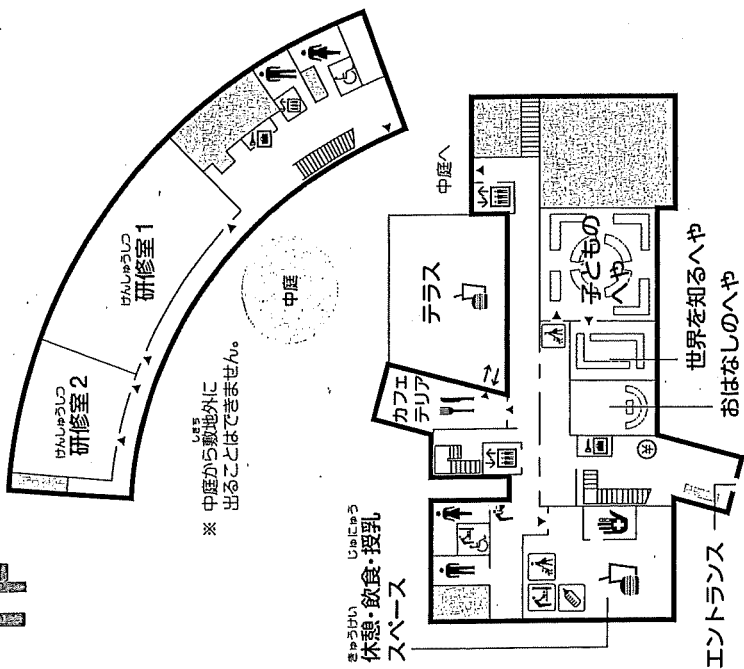 けんしゅうしつ
研修室1
けんしゅうしつ
研修室2
中庭
※ 中庭から敷地外に
しきち
出ることはできません。
中庭へ
テラス
カフェ
テリア
子どもの
へや
世界を知るへや
おはなしのへや
きゅうけい いんしょく じゅにゅう
休憩・飲食・授乳
スペース
エントランス